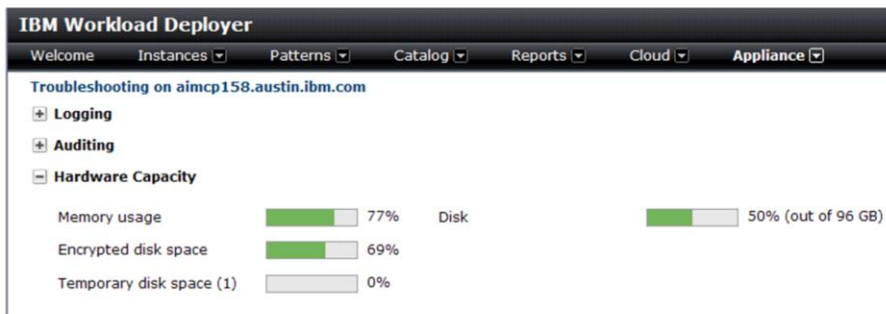 IBM Workload Deployer
Welcome Instances Patterns Catalog Reports Cloud Appliance
Troubleshooting on aimcp158.austin.ibm.com
Logging
Auditing
Hardware Capacity
Memory usage 77% Disk 50% (out of 96 GB)
Encrypted disk space 69%
Temporary disk space (1) 0%